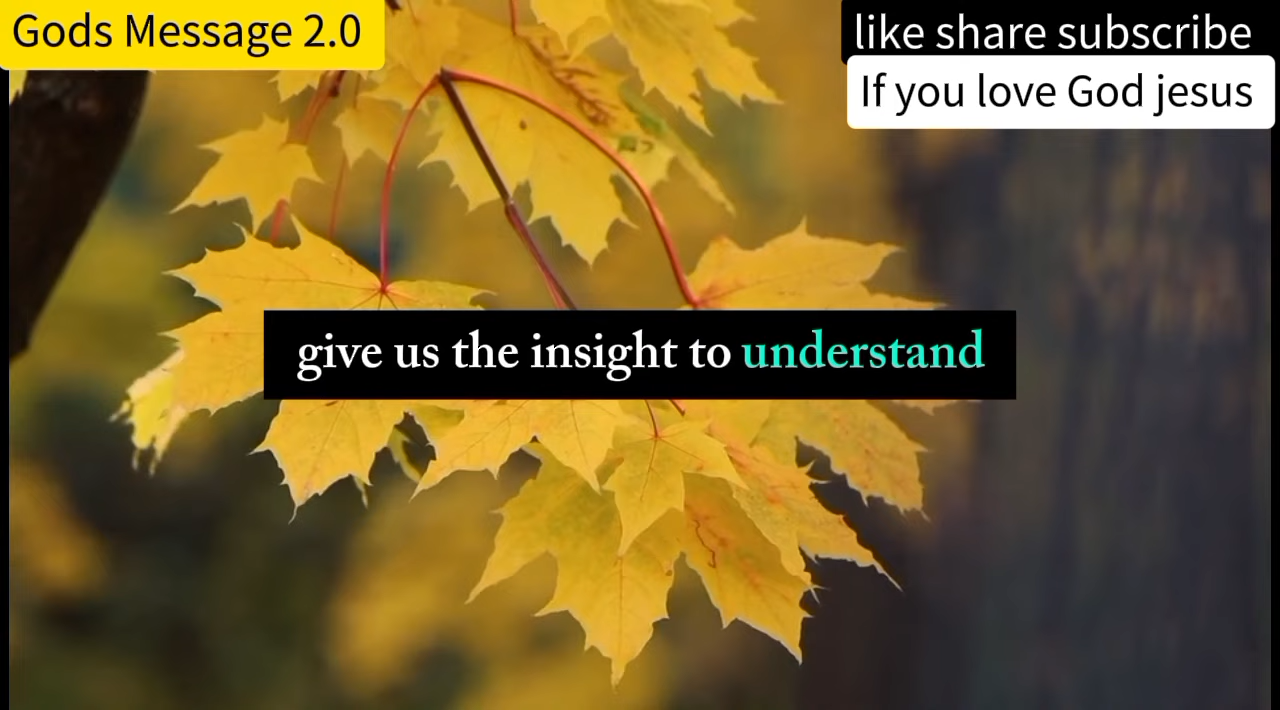 Gods Message 2.0
like share subscribe
If you love God jesus
give us the insight to understand